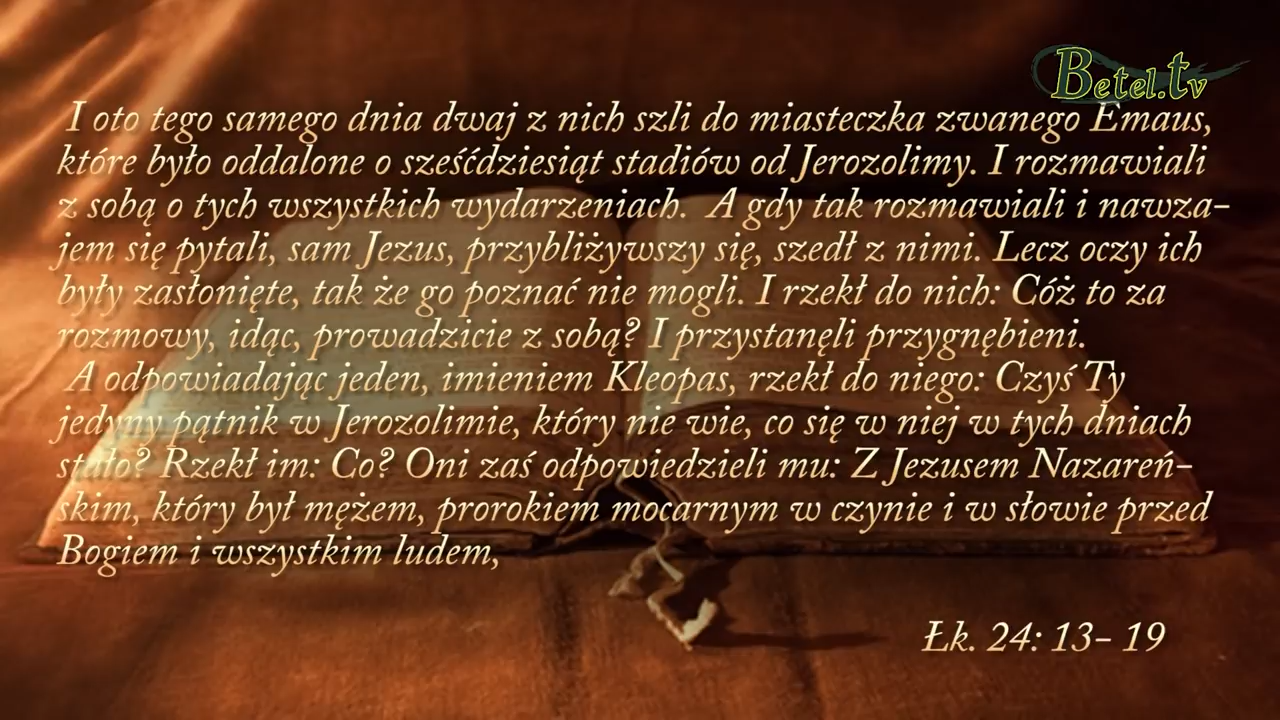 Betel.tv
I oto tego samego dnia dwaj z nich szli do miasteczka zwanego Emaus,
które było oddalone o sześćdziesiąt stadiów od Jerozolimy. I rozmawiali
z sobą o tych wszystkich wydarzeniach. A gdy tak rozmawiali i nawza-
jem się pytali, sam Jezus, przybliżywszy się, szedł z nimi. Lecz oczy ich
były zasłonięte, tak że go poznać nie mogli. I rzekł do nich: Cóż to za
rozmowy, idąc, prowadzicie z sobą? I przystanęli przygnębieni.
A odpowiadając jeden, imieniem Kleopas, rzekł do niego: Czyś Ty
jedyny pątnik w Jerozolimie, który nie wie, co się w niej w tych dniach
stało? Rzekł im: Co? Oni zaś odpowiedzieli mu: Z Jezusem Nazareń-
skim, który był mężem, prorokiem mocarnym w czynie i w słowie przed
Bogiem i wszystkim ludem,
Łk. 24: 13- 19